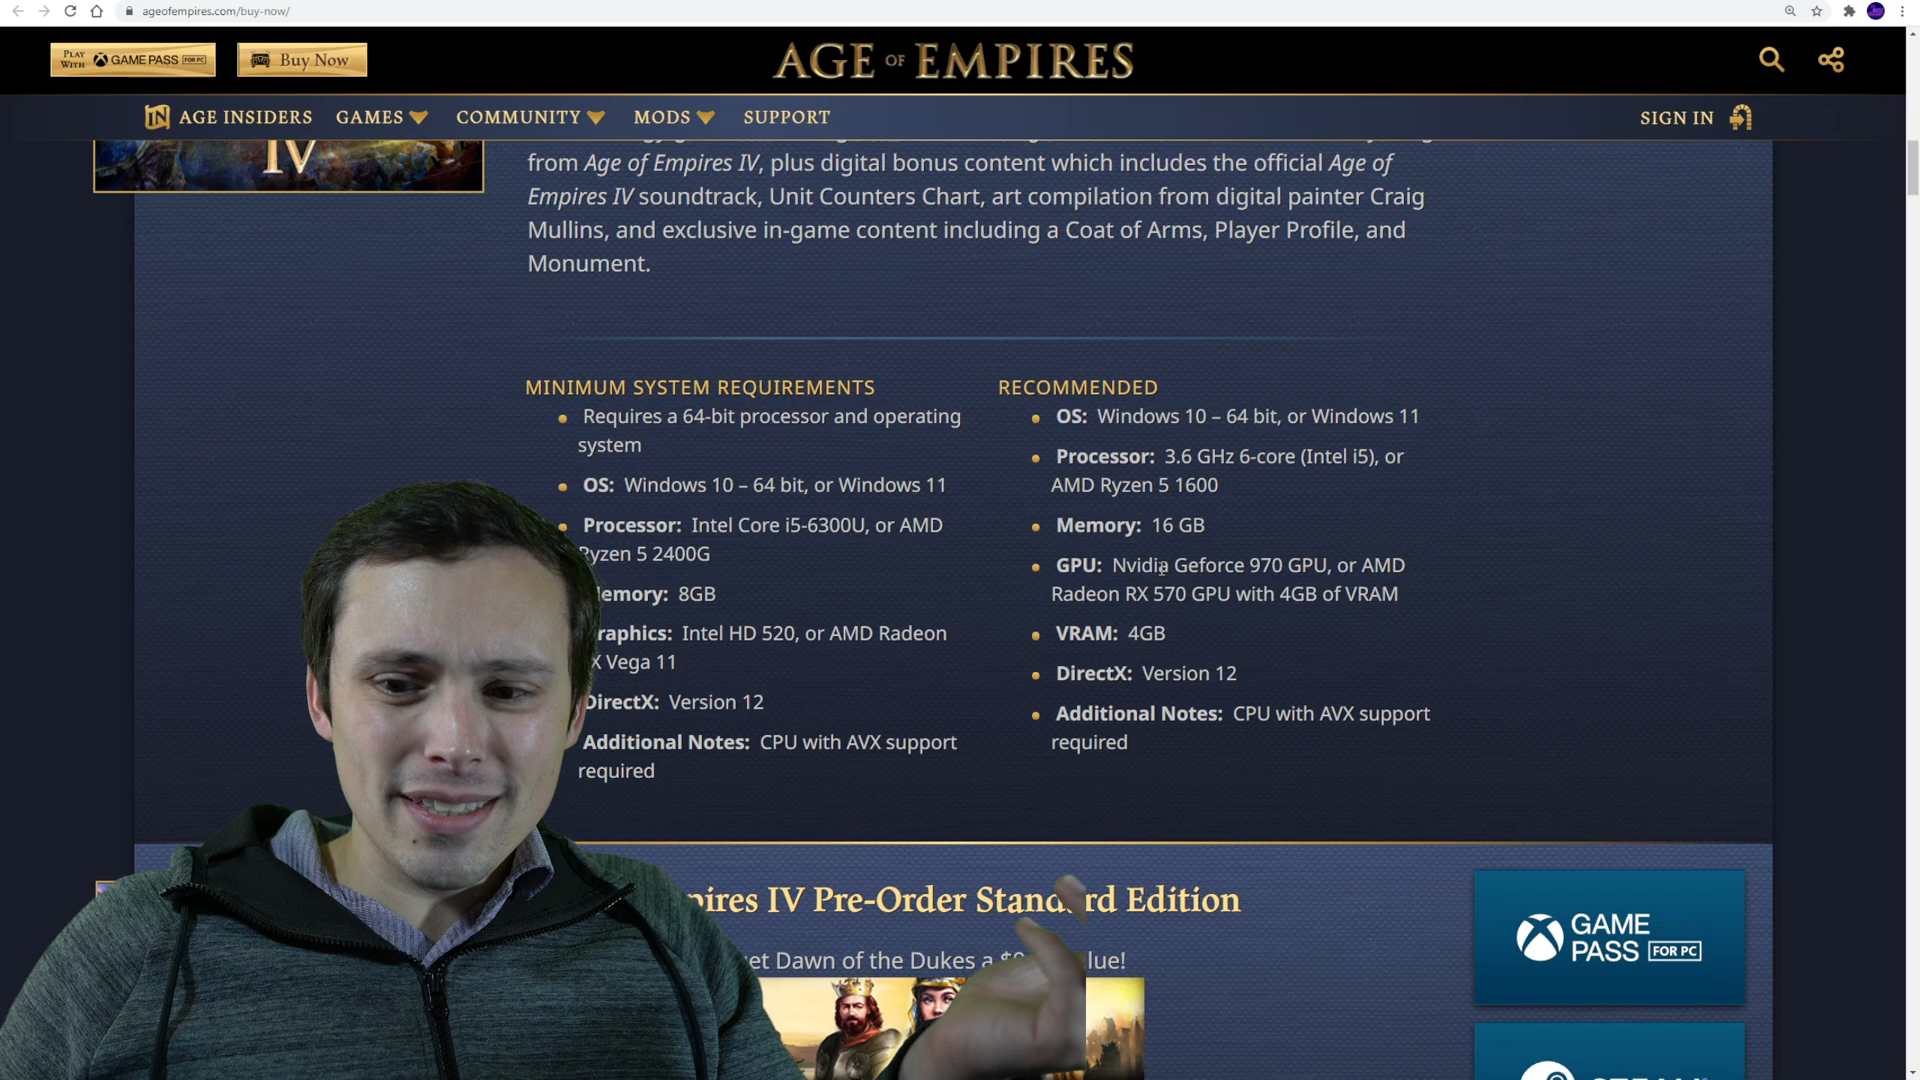 ageofempires.com/buy-now/
PLAY WITH GAME PASS FOR PC
Buy Now
AGE OF EMPIRES
IN AGE INSIDERS GAMES COMMUNITY MODS SUPPORT SIGN IN
IV
from Age of Empires IV, plus digital bonus content which includes the official Age of
Empires IV soundtrack, Unit Counters Chart, art compilation from digital painter Craig
Mullins, and exclusive in-game content including a Coat of Arms, Player Profile, and
Monument.
MINIMUM SYSTEM REQUIREMENTS
Requires a 64-bit processor and operating
system
OS: Windows 10 – 64 bit, or Windows 11
Processor: Intel Core i5-6300U, or AMD
Ryzen 5 2400G
emory: 8GB
raphics: Intel HD 520, or AMD Radeon
X Vega 11
DirectX: Version 12
Additional Notes: CPU with AVX support
required
RECOMMENDED
OS: Windows 10 – 64 bit, or Windows 11
Processor: 3.6 GHz 6-core (Intel i5), or
AMD Ryzen 5 1600
Memory: 16 GB
GPU: Nvidia Geforce 970 GPU, or AMD
Radeon RX 570 GPU with 4GB of VRAM
VRAM: 4GB
DirectX: Version 12
Additional Notes: CPU with AVX support
required
pires IV Pre-Order Standard Edition
et Dawn of the Dukes a lue!
GAME
PASS FOR PC